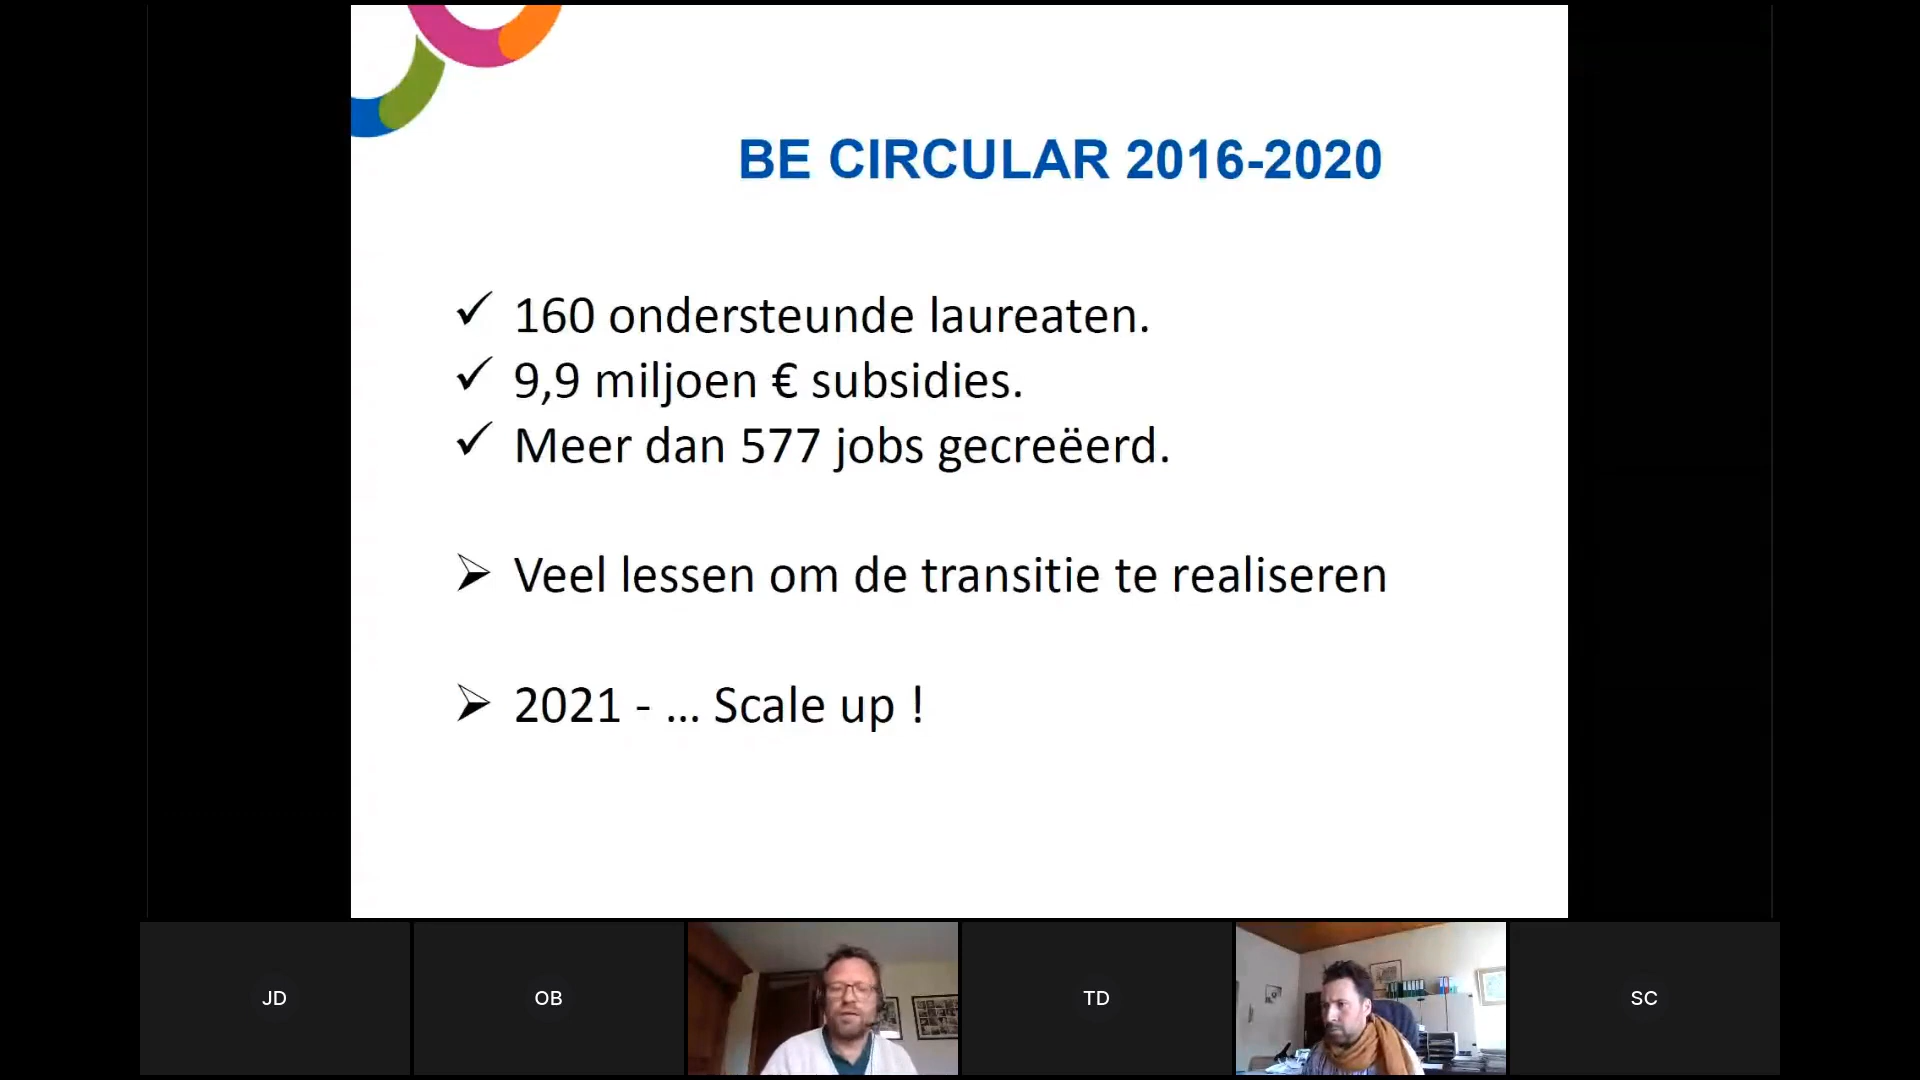 BE CIRCULAR 2016-2020
160 ondersteunde laureaten.
9,9 miljoen € subsidies.
Meer dan 577 jobs gecreëerd.
Veel lessen om de transitie te realiseren
2021 - ... Scale up !
JD
OB
TD
SC